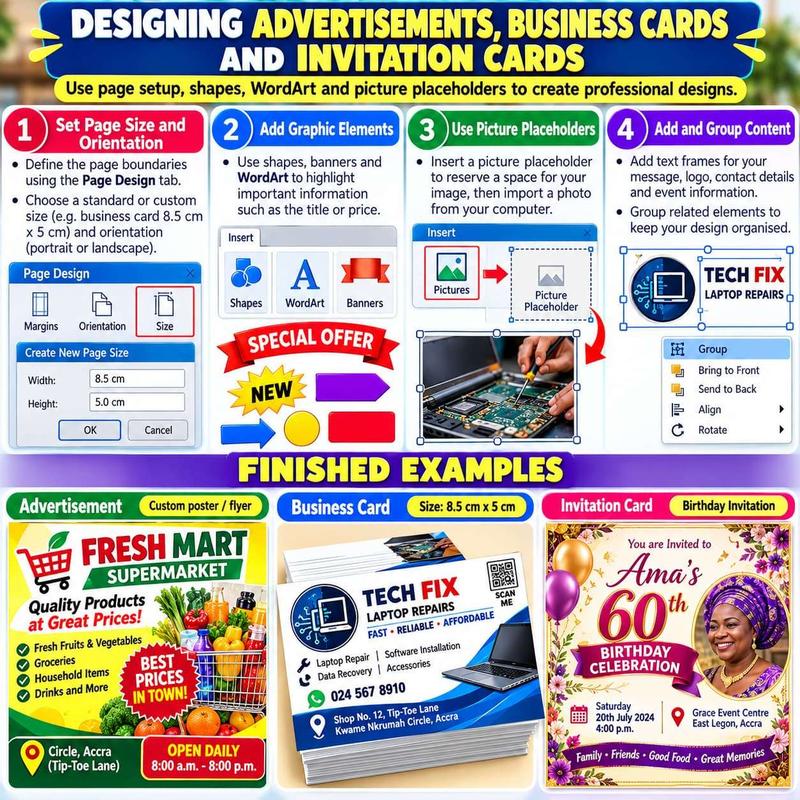 DESIGNING ADVERTISEMENTS, BUSINESS CARDS
AND INVITATION CARDS
Use page setup, shapes, WordArt and picture placeholders to create professional designs.
1
Set Page Size and
Orientation
• Define the page boundaries
using the Page Design tab.
• Choose a standard or custom
size (e.g. business card 8.5 cm
x 5 cm) and orientation
(portrait or landscape).
Page Design
Margins
Orientation
Size
Create New Page Size
Width:
8.5 cm
Height:
5.0 cm
OK
Cancel
2
Add Graphic Elements
• Use shapes, banners and
WordArt to highlight
important information
such as the title or price.
Insert
Shapes
A
WordArt
Banners
SPECIAL OFFER
NEW
3
Use Picture Placeholders
• Insert a picture placeholder
to reserve a space for your
image, then import a photo
from your computer.
Insert
Pictures
Picture
Placeholder
4
Add and Group Content
• Add text frames for your
message, logo, contact details
and event information.
• Group related elements to
keep your design organised.
TECH FIX
LAPTOP REPAIRS
Group
Bring to Front
Send to Back
Align
Rotate
FINISHED EXAMPLES
Advertisement
Custom poster / flyer
FRESH MART
SUPERMARKET
Quality Products
at Great Prices!
Fresh Fruits & Vegetables
Groceries
Household Items
Drinks and More
BEST
PRICES
IN TOWN!
Circle, Accra
(Tip-Toe Lane)
OPEN DAILY
8:00 a.m. - 8:00 p.m.
Business Card
Size: 8.5 cm x 5 cm
TECH FIX
LAPTOP REPAIRS
FAST • RELIABLE • AFFORDABLE
SCAN
ME
Laptop Repair
Data Recovery
Software Installation
Accessories
024 567 8910
Shop No. 12, Tip-Toe Lane
Kwame Nkrumah Circle, Accra
Invitation Card
Birthday Invitation
You are Invited to
Ama's
60th
BIRTHDAY
CELEBRATION
Saturday
20th July 2024
4:00 p.m.
Grace Event Centre
East Legon, Accra
Family • Friends • Good Food • Great Memories